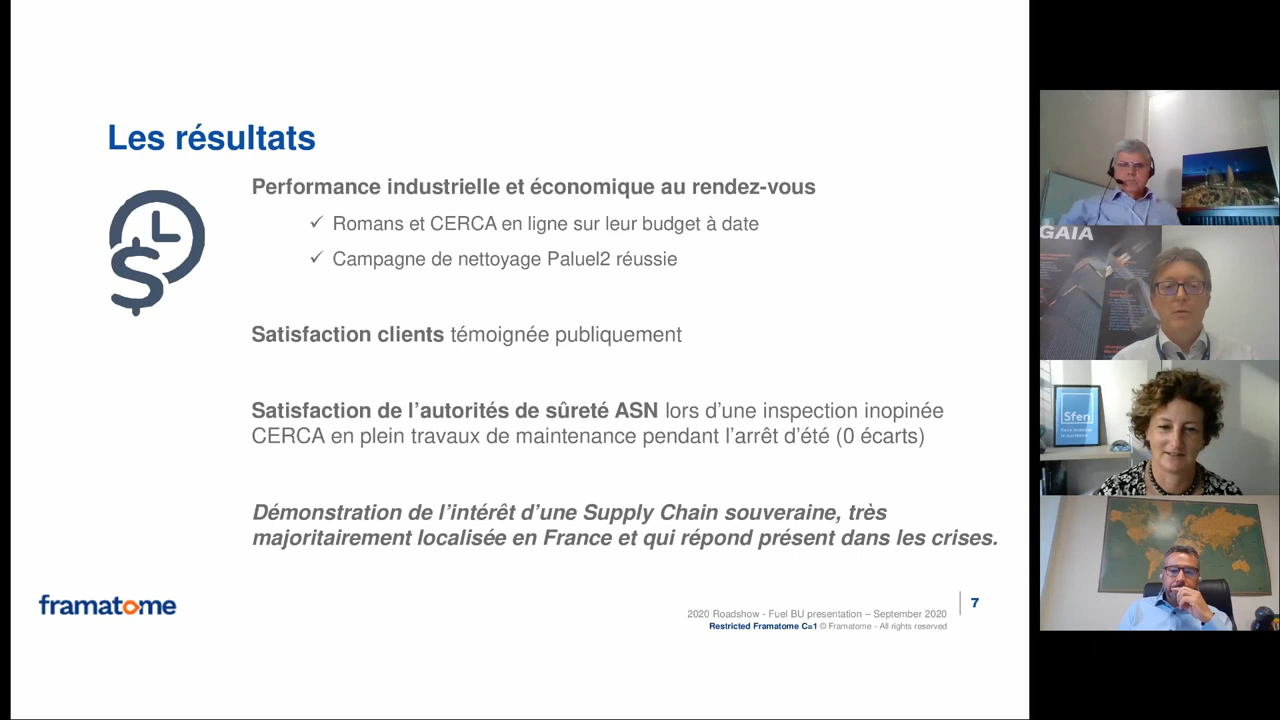 Les résultats
Performance industrielle et économique au rendez-vous
✓ Romans et CERCA en ligne sur leur budget à date
✓ Campagne de nettoyage Paluel2 réussie
Satisfaction clients témoignée publiquement
Satisfaction de l’autorités de sûreté ASN lors d’une inspection inopinée
CERCA en plein travaux de maintenance pendant l’arrêt d’été (0 écarts)
Démonstration de l’intérêt d’une Supply Chain souveraine, très
majoritairement localisée en France et qui répond présent dans les crises.
framatome
2020 Roadshow - Fuel BU presentation – September 2020
Restricted Framatome C=1 © Framatome - All rights reserved
7
GAIA
Sfen